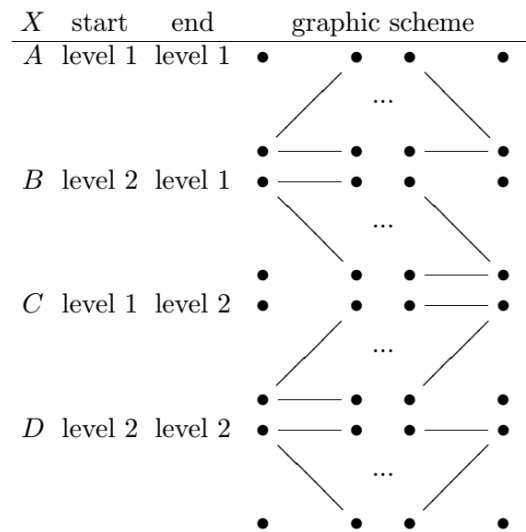 X start end graphic scheme
A level 1 level 1
...
B level 2 level 1
...
C level 1 level 2
...
D level 2 level 2
...